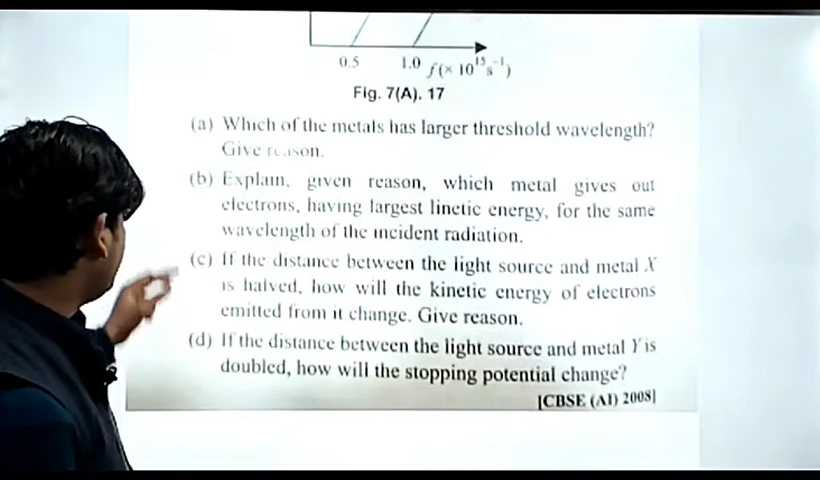 0.5 1.0 f(× 10¹⁵s⁻¹)
Fig. 7(A). 17
(a) Which of the metals has larger threshold wavelength?
Give reason.
(b) Explain, given reason, which metal gives out
electrons, having largest linetic energy, for the same
wavelength of the incident radiation.
(c) If the distance between the light source and metal X
is halved, how will the kinetic energy of electrons
emitted from it change. Give reason.
(d) If the distance between the light source and metal Y is
doubled, how will the stopping potential change?
[CBSE (AI) 2008]